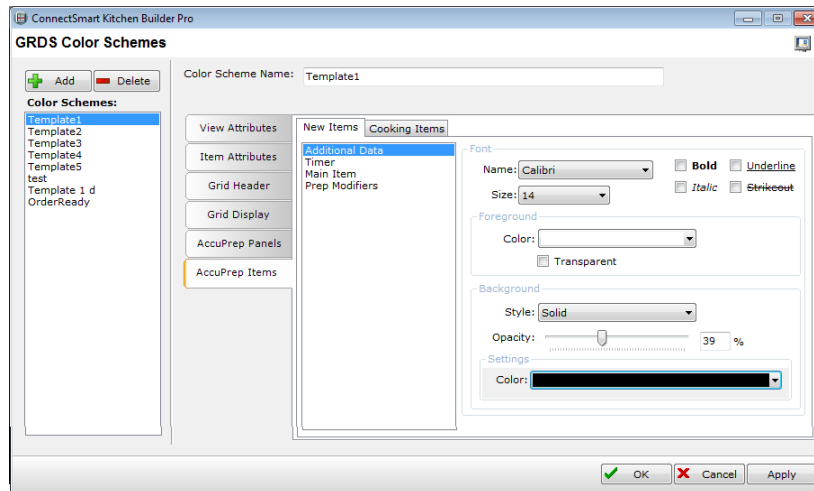 ConnectSmart Kitchen Builder Pro
GRDS Color Schemes
Add
Delete
Color Schemes:
Template1
Template2
Template3
Template4
Template5
test
Template 1 d
OrderReady
Color Scheme Name: Template1
View Attributes
Item Attributes
Grid Header
Grid Display
AccuPrep Panels
AccuPrep Items
New Items
Cooking Items
Additional Data
Timer
Main Item
Prep Modifiers
Font
Name: Calibri
Bold
Underline
Size: 14
Italic
Strikeout
Foreground
Color:
Transparent
Background
Style: Solid
Opacity: 39 %
Settings
Color:
OK
Cancel
Apply